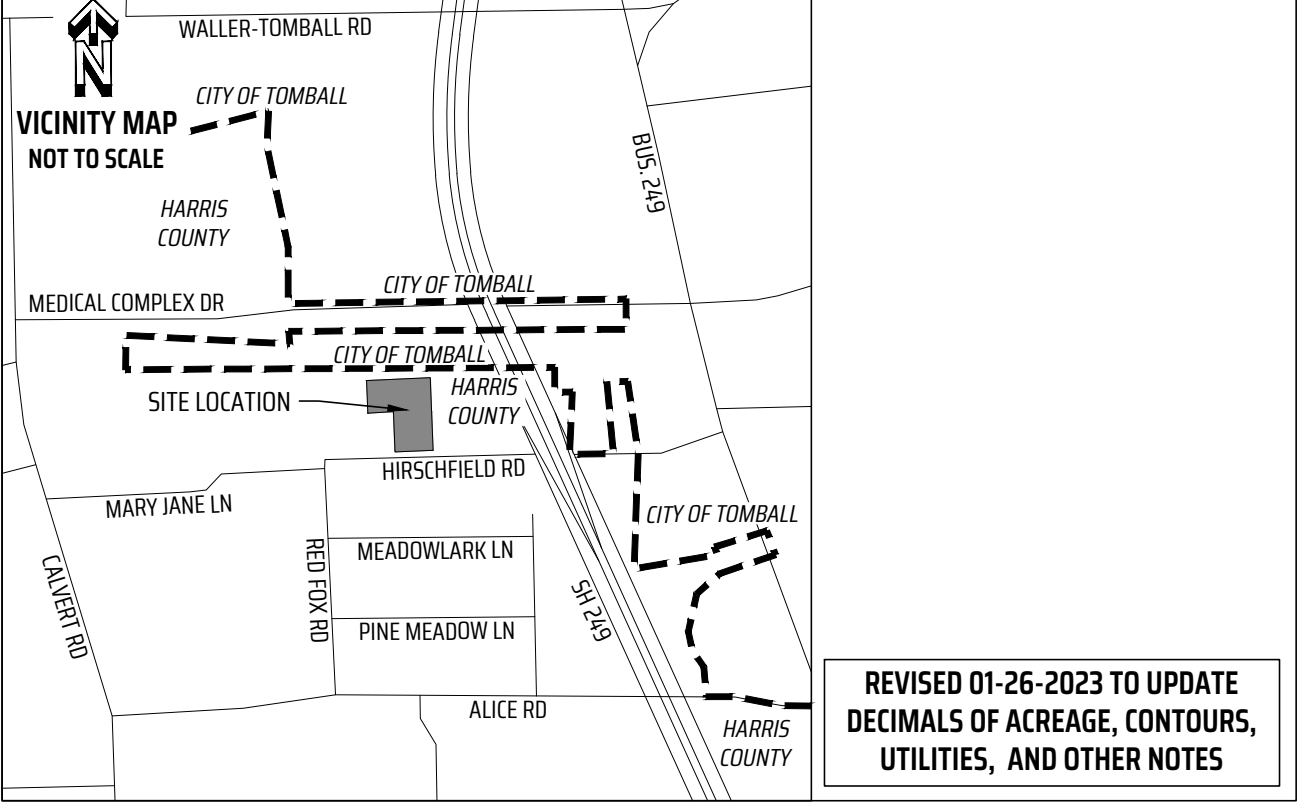 WALLER-TOMBALL RD
N
CITY OF TOMBALL
VICINITY MAP
NOT TO SCALE
BUS. 249
HARRIS
COUNTY
CITY OF TOMBALL
MEDICAL COMPLEX DR
CITY OF TOMBALL
HARRIS
COUNTY
SITE LOCATION
HIRSCHFIELD RD
MARY JANE LN
CITY OF TOMBALL
MEADOWLARK LN
RED FOX RD
CALVERT RD
SH 249
PINE MEADOW LN
ALICE RD
HARRIS
COUNTY
REVISED 01-26-2023 TO UPDATE
DECIMALS OF ACREAGE, CONTOURS,
UTILITIES, AND OTHER NOTES